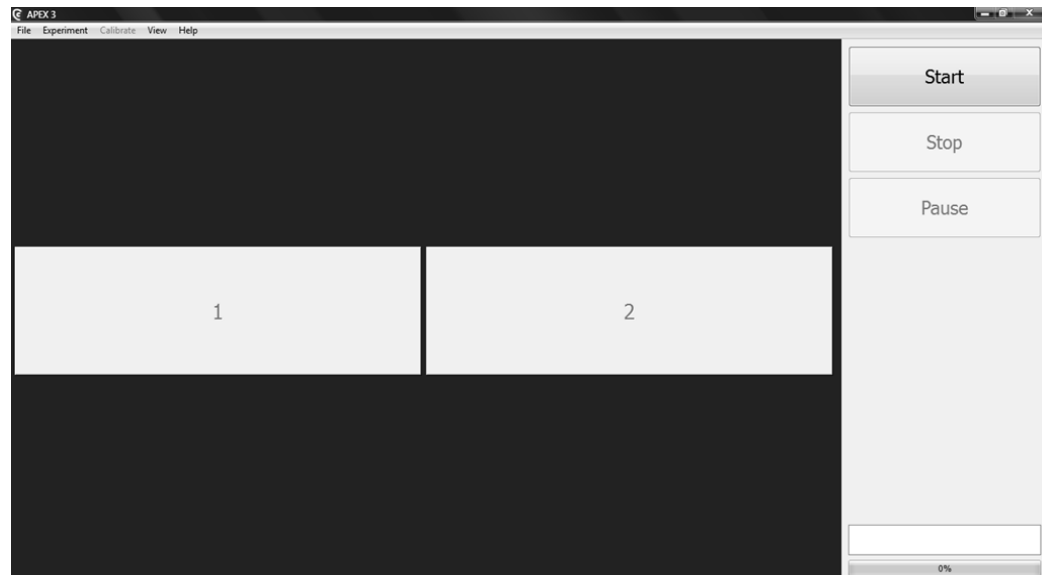 APEX 3
File Experiment Calibrate View Help
Start
Stop
Pause
1 2
0%